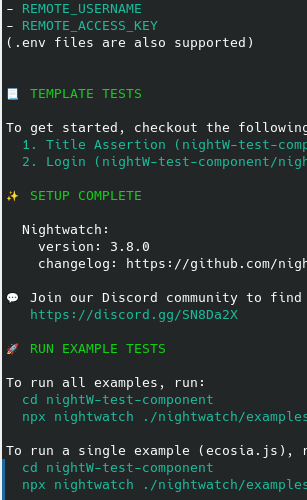 - REMOTE_USERNAME
- REMOTE_ACCESS_KEY
(.env files are also supported)
📃 TEMPLATE TESTS
To get started, checkout the following
1. Title Assertion (nightW-test-comp
2. Login (nightW-test-component/nigh
✨ SETUP COMPLETE
Nightwatch:
version: 3.8.0
changelog: https://github.com/nigh
💬 Join our Discord community to find
https://discord.gg/SN8Da2X
🚀 RUN EXAMPLE TESTS
To run all examples, run:
cd nightW-test-component
npx nightwatch ./nightwatch/examples
To run a single example (ecosia.js), r
cd nightW-test-component
npx nightwatch ./nightwatch/examples